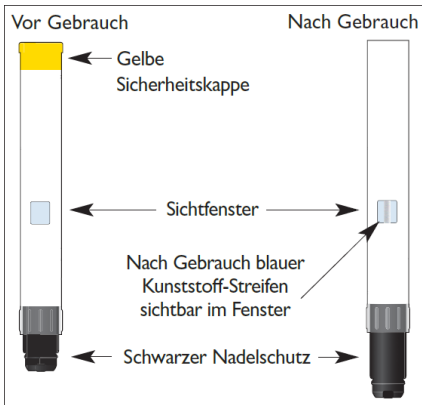 Vor Gebrauch
Nach Gebrauch
Gelbe
Sicherheitskappe
Sichtfenster
Nach Gebrauch blauer
Kunststoff-Streifen
sichtbar im Fenster
Schwarzer Nadelschutz